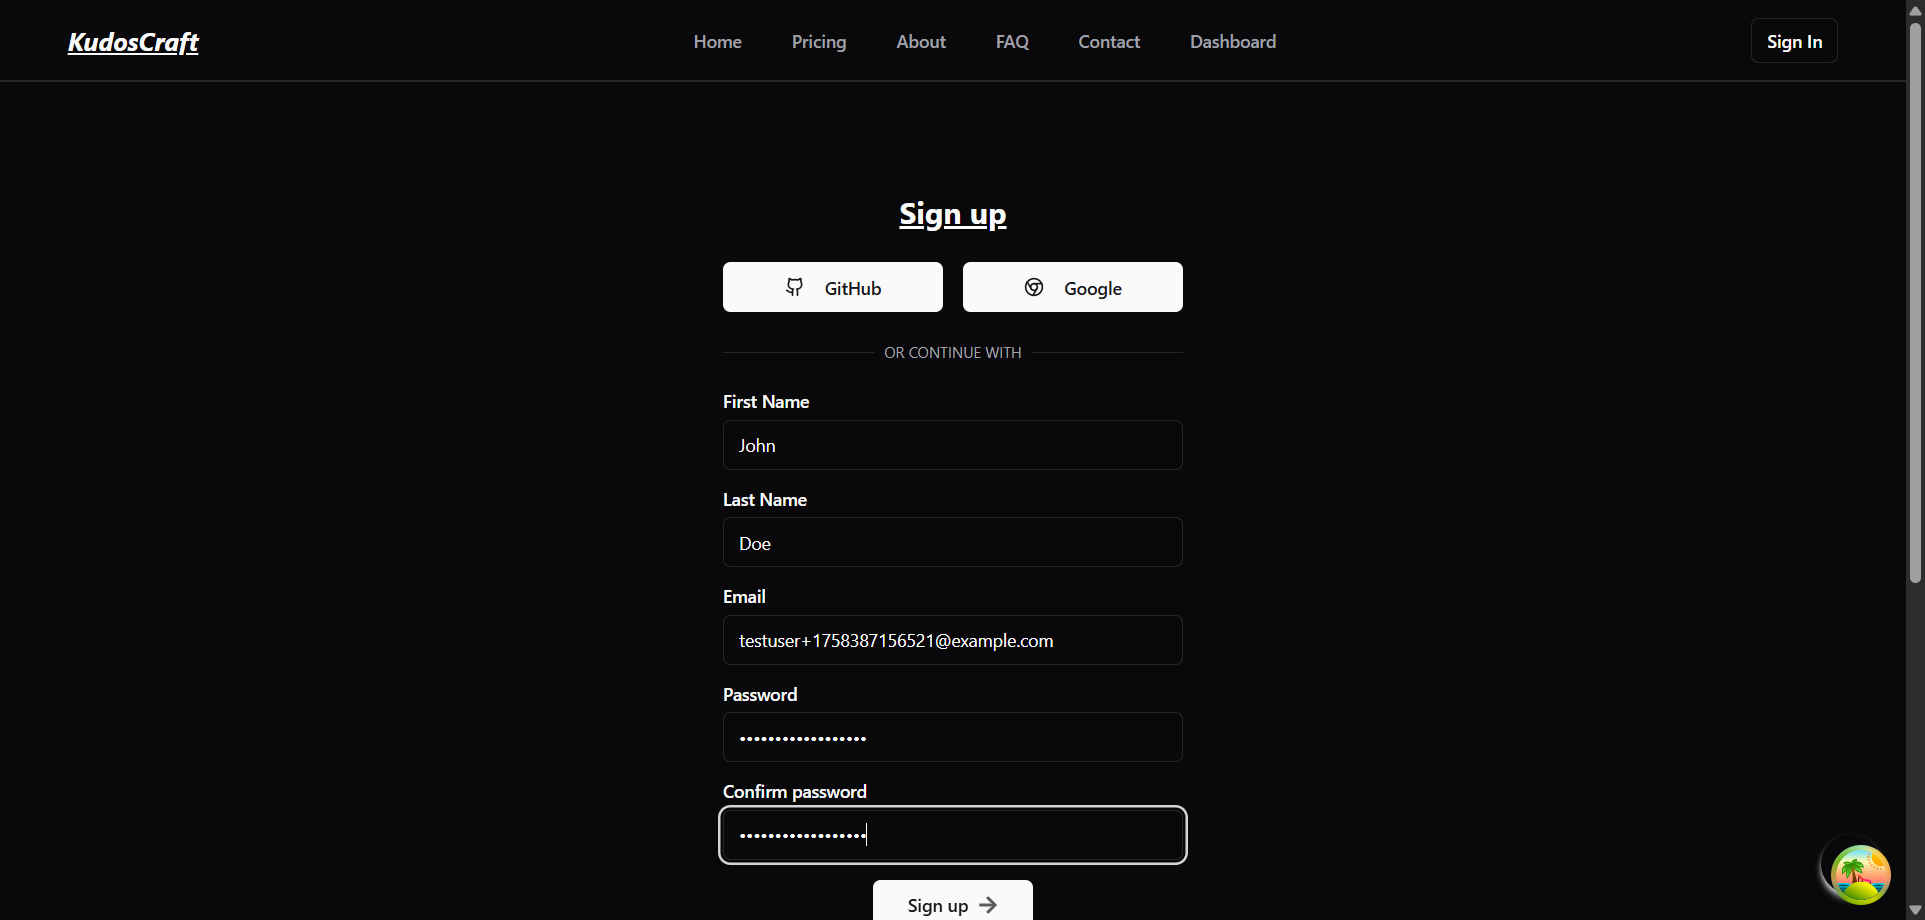 KudosCraft
Home Pricing About FAQ Contact Dashboard
Sign In
Sign up
GitHub Google
OR CONTINUE WITH
First Name
John
Last Name
Doe
Email
testuser+1758387156521@example.com
Password
••••••••••••••••••
Confirm password
••••••••••••••••••
Sign up